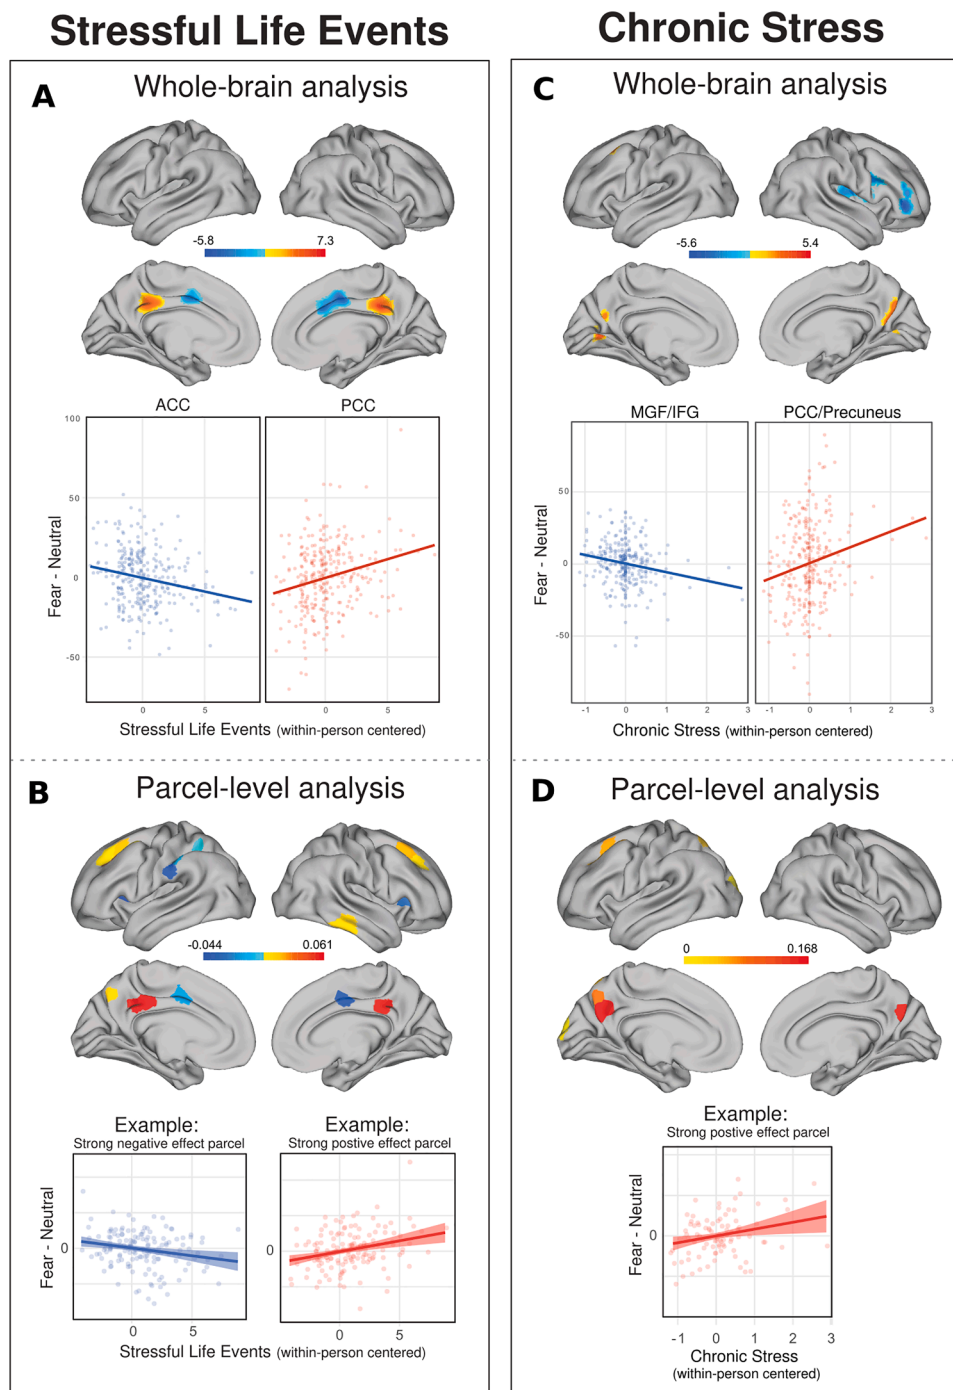 Stressful Life Events
A
Whole-brain analysis
-5.8
7.3
ACC
PCC
100
50
0
-50
Fear - Neutral
0
5
0
5
Stressful Life Events (within-person centered)
B
Parcel-level analysis
-0.044
0.061
Example:
Strong negative effect parcel
Example:
Strong postive effect parcel
Fear - Neutral
0
0
0
5
0
5
Stressful Life Events (within-person centered)
Chronic Stress
C
Whole-brain analysis
-5.6
5.4
MGF/IFG
PCC/Precuneus
50
0
-50
Fear - Neutral
-1
0
1
2
3
-1
0
1
2
3
Chronic Stress (within-person centered)
D
Parcel-level analysis
0
0.168
Example:
Strong postive effect parcel
Fear - Neutral
0
-1
0
1
2
3
Chronic Stress
(within-person centered)